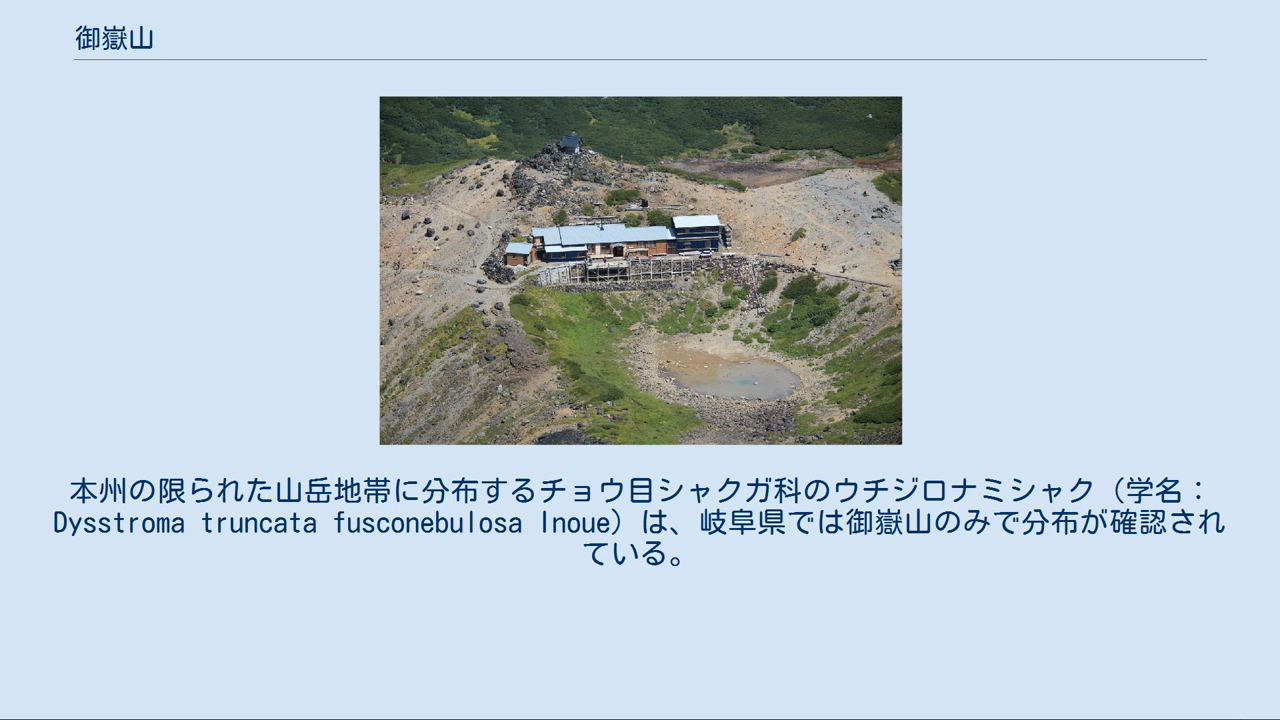 御嶽山
本州の限られた山岳地帯に分布するチョウ目シャクガ科のウチジロナミシャク（学名：
Dysstroma truncata fusconebulosa Inoue）は、岐阜県では御嶽山のみで分布が確認され
ている。